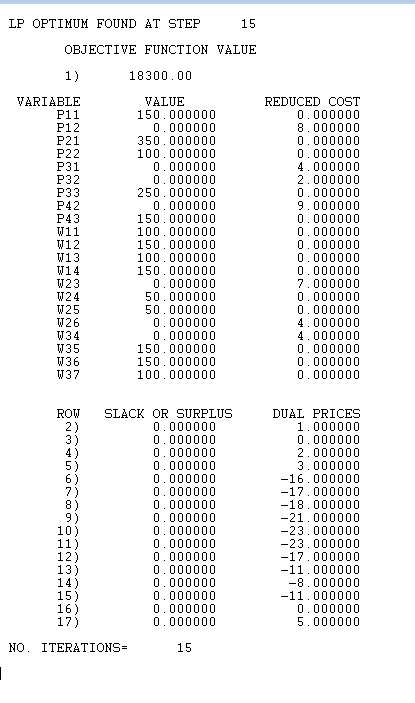 LP OPTIMUM FOUND AT STEP 15
OBJECTIVE FUNCTION VALUE
1) 18300.00
VARIABLE VALUE REDUCED COST
P11 150.000000 0.000000
P12 0.000000 8.000000
P21 350.000000 0.000000
P22 100.000000 0.000000
P31 0.000000 4.000000
P32 0.000000 2.000000
P33 250.000000 0.000000
P42 0.000000 9.000000
P43 150.000000 0.000000
W11 100.000000 0.000000
W12 150.000000 0.000000
W13 100.000000 0.000000
W14 150.000000 0.000000
W23 0.000000 7.000000
W24 50.000000 0.000000
W25 50.000000 0.000000
W26 0.000000 4.000000
W34 0.000000 4.000000
W35 150.000000 0.000000
W36 150.000000 0.000000
W37 100.000000 0.000000
ROW SLACK OR SURPLUS DUAL PRICES
2) 0.000000 1.000000
3) 0.000000 0.000000
4) 0.000000 2.000000
5) 0.000000 3.000000
6) 0.000000 -16.000000
7) 0.000000 -17.000000
8) 0.000000 -18.000000
9) 0.000000 -21.000000
10) 0.000000 -23.000000
11) 0.000000 -23.000000
12) 0.000000 -17.000000
13) 0.000000 -11.000000
14) 0.000000 -8.000000
15) 0.000000 -11.000000
16) 0.000000 0.000000
17) 0.000000 5.000000
NO. ITERATIONS= 15